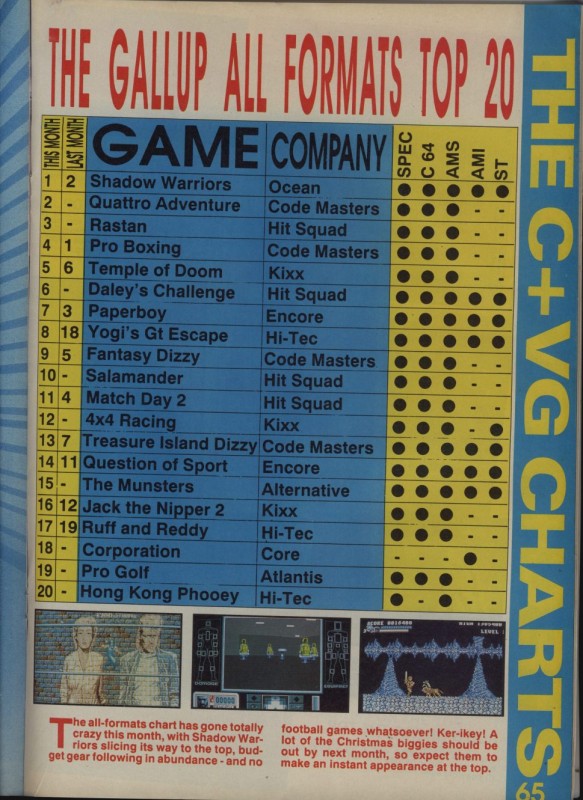 THE GALLUP ALL FORMATS TOP 20
THIS MONTH LAST MONTH GAME COMPANY SPEC C64 AMS AMI ST
1 2 Shadow Warriors Ocean ● ● ● ● ●
2 - Quattro Adventure Code Masters ● ● ● - -
3 - Rastan Hit Squad ● ● ● - -
4 1 Pro Boxing Code Masters ● ● ● - -
5 6 Temple of Doom Kixx ● ● ● - -
6 - Daley's Challenge Hit Squad ● ● ● ● ●
7 3 Paperboy Encore ● ● ● ● ●
8 18 Yogi's Gt Escape Hi-Tec ● ● ● ● ●
9 5 Fantasy Dizzy Code Masters ● ● ● - -
10 - Salamander Hit Squad ● ● ● - -
11 4 Match Day 2 Hit Squad ● ● ● - -
12 - 4x4 Racing Kixx ● ● ● - ●
13 7 Treasure Island Dizzy Code Masters ● ● ● ● ●
14 11 Question of Sport Encore ● ● ● ● ●
15 - The Munsters Alternative ● ● ● ● ●
16 12 Jack the Nipper 2 Kixx ● ● ● - -
17 19 Ruff and Reddy Hi-Tec ● ● ● - -
18 - Corporation Core - - - ● -
19 - Pro Golf Atlantis ● ● ● - -
20 - Hong Kong Phooey Hi-Tec ● - ● - -
THE C+VG CHARTS
SCORE
LEVEL
The all-formats chart has gone totally
crazy this month, with Shadow War-
riors slicing its way to the top, bud-
get gear following in abundance - and no
football games whatsoever! Ker-ikey! A
lot of the Christmas biggies should be
out by next month, so expect them to
make an instant appearance at the top.
65